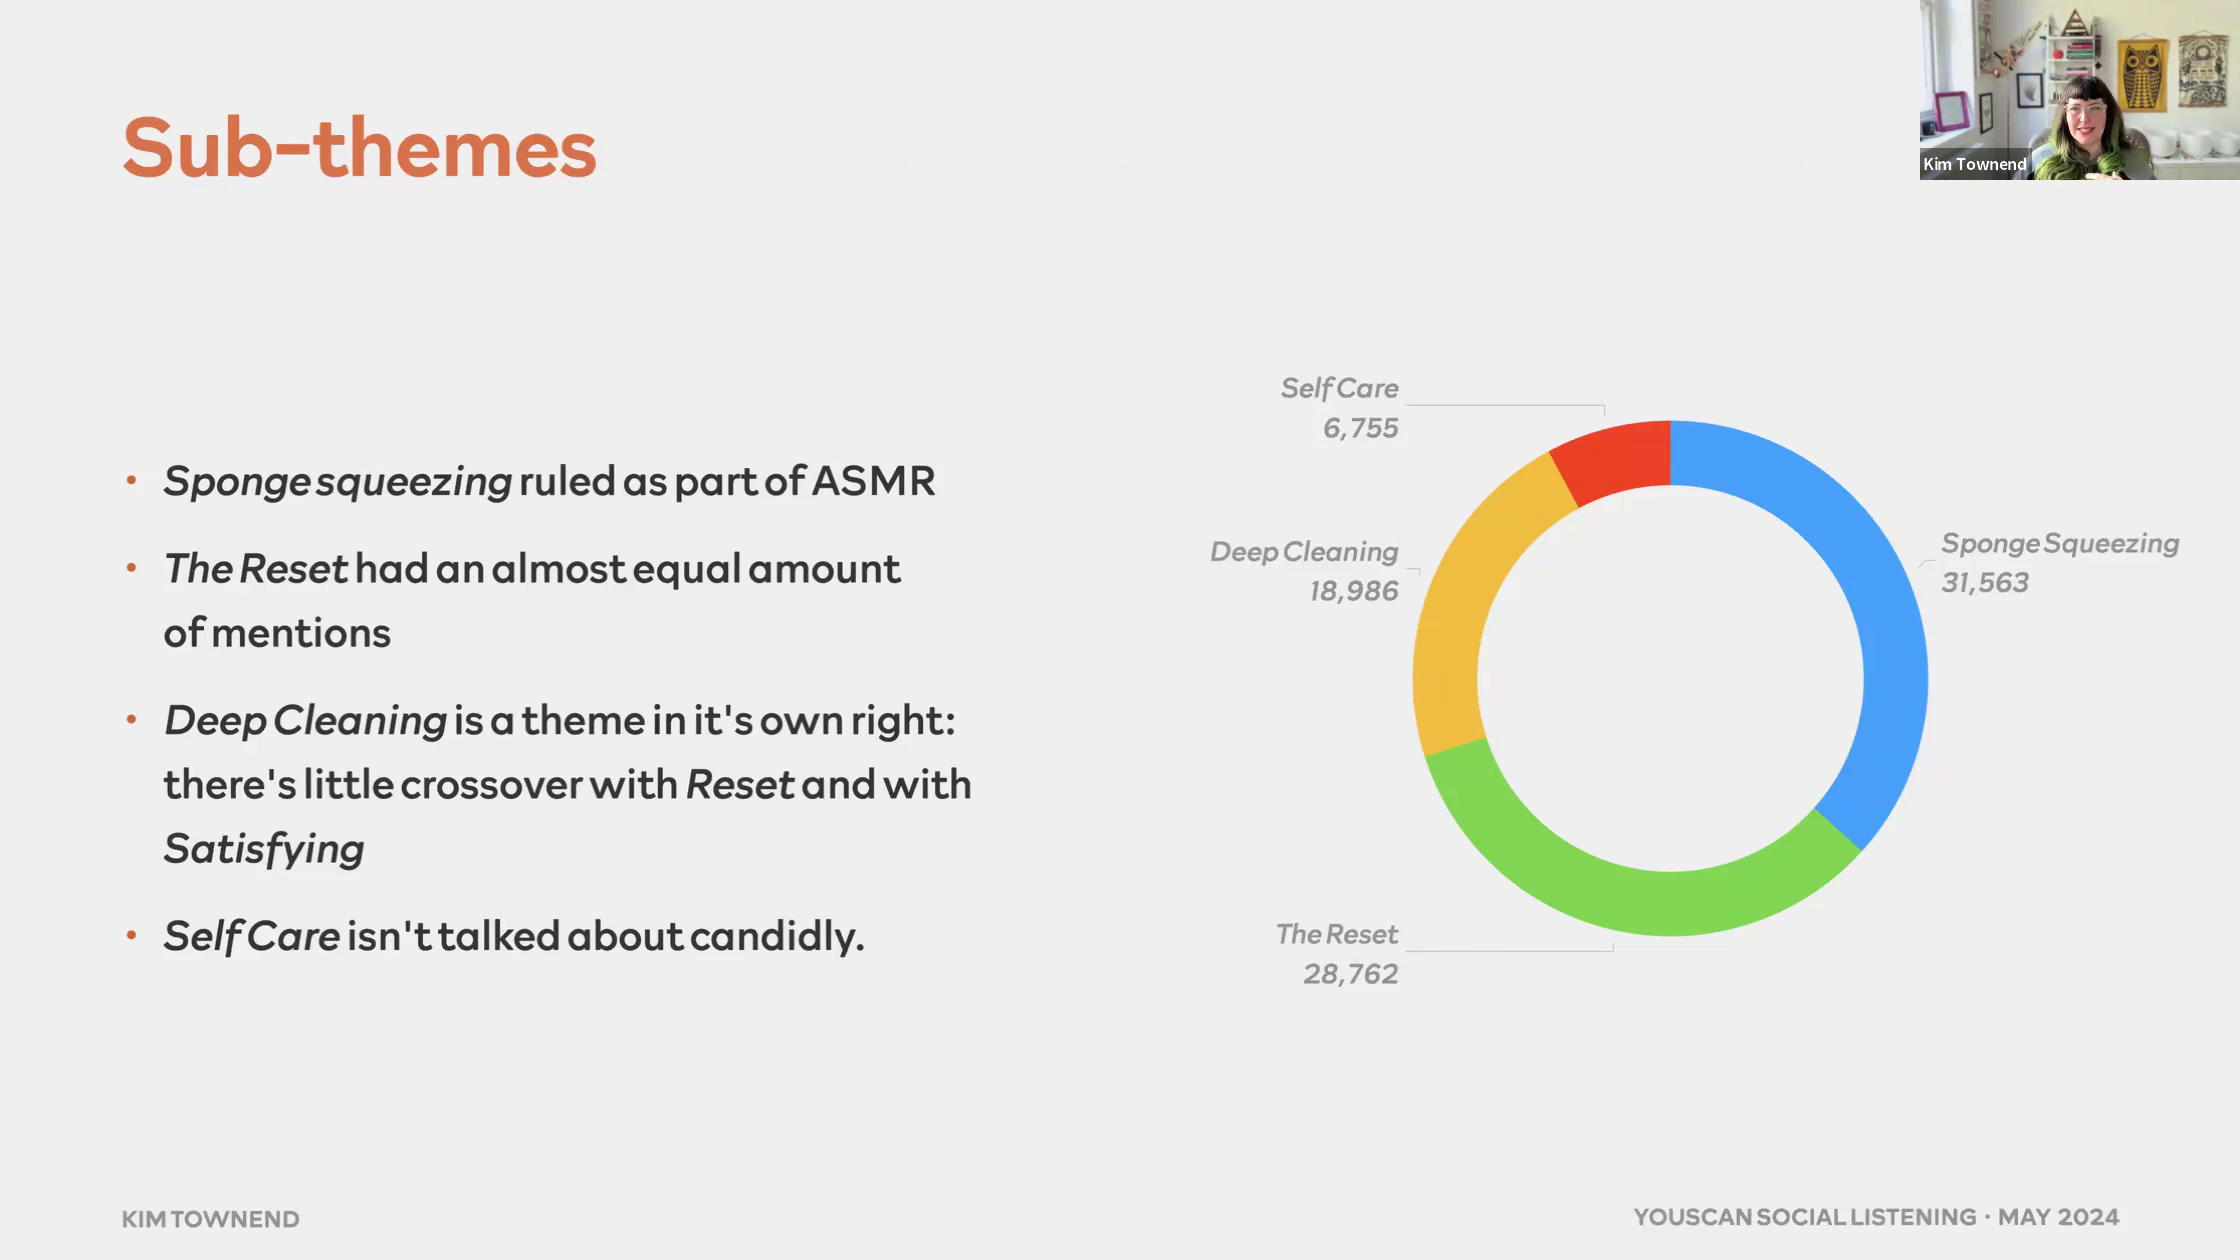 Sub-themes
Kim Townend
• Sponge squeezing ruled as part of ASMR
• The Reset had an almost equal amount
of mentions
• Deep Cleaning is a theme in it's own right:
there's little crossover with Reset and with
Satisfying
• Self Care isn't talked about candidly.
Self Care
6,755
Deep Cleaning
18,986
Sponge Squeezing
31,563
The Reset
28,762
KIM TOWNEND
YOUSCAN SOCIAL LISTENING · MAY 2024